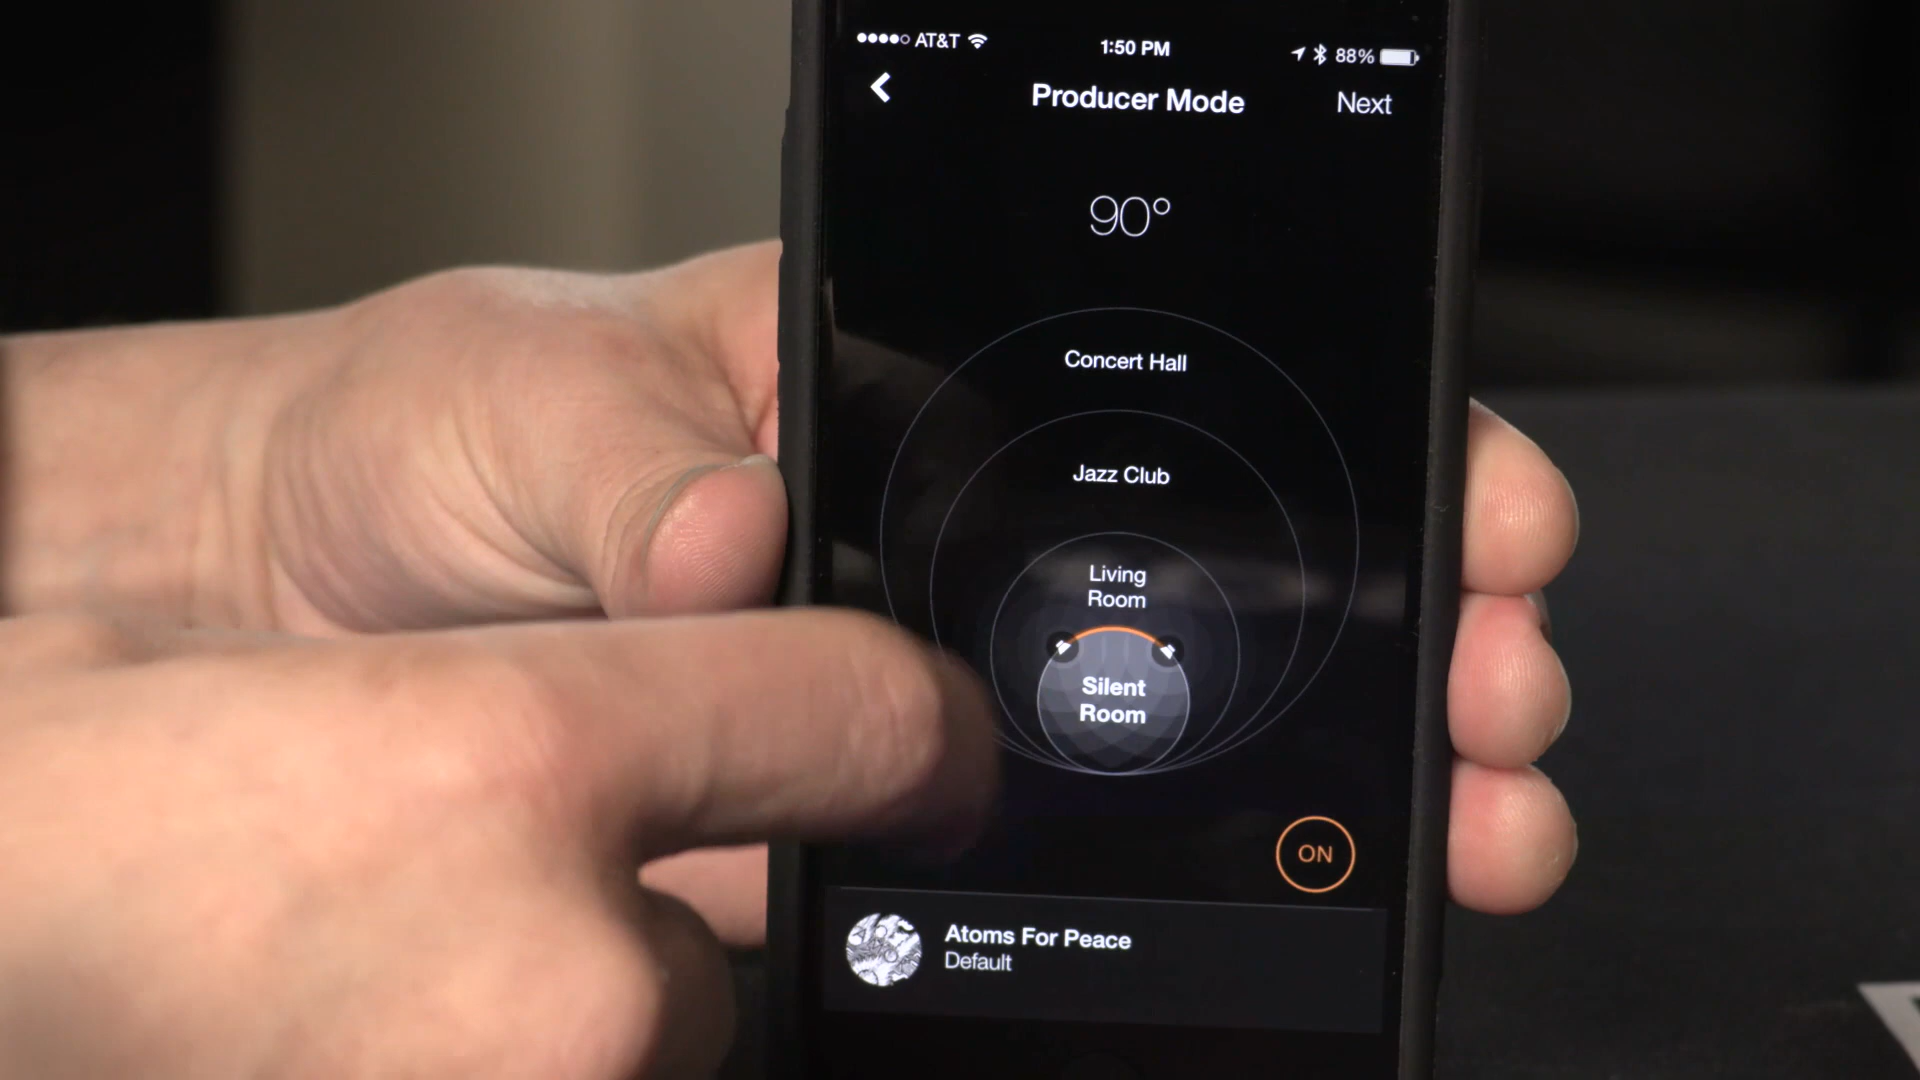 AT&T
1:50 PM
88%
Producer Mode
Next
90°
Concert Hall
Jazz Club
Living
Room
Silent
Room
ON
Atoms For Peace
Default